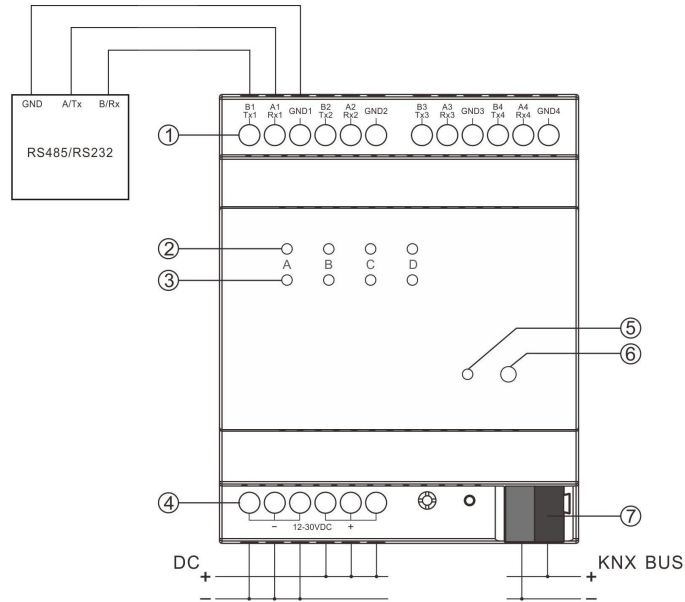 GND A/Tx B/Rx
RS485/RS232
B1 Tx1 A1 Rx1 GND1 B2 Tx2 A2 Rx2 GND2 B3 Tx3 A3 Rx3 GND3 B4 Tx4 A4 Rx4 GND4
①
②
A B C D
③
⑤
⑥
④
− 12-30VDC +
⑦
DC
+
−
KNX BUS
+
−